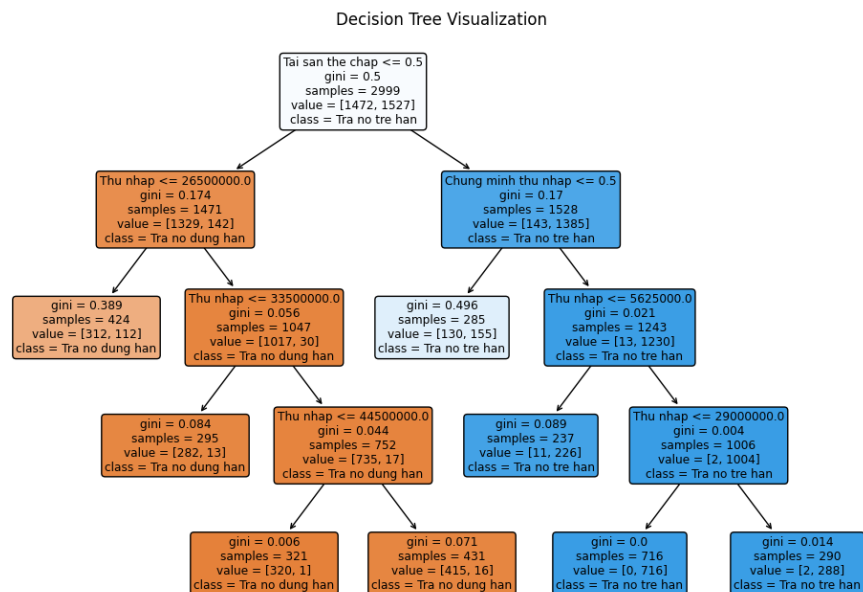 Decision Tree Visualization
Tai san the chap <= 0.5
gini = 0.5
samples = 2999
value = [1472, 1527]
class = Tra no tre han
Thu nhap <= 26500000.0
gini = 0.174
samples = 1471
value = [1329, 142]
class = Tra no dung han
Chung minh thu nhap <= 0.5
gini = 0.17
samples = 1528
value = [143, 1385]
class = Tra no tre han
gini = 0.389
samples = 424
value = [312, 112]
class = Tra no dung han
Thu nhap <= 33500000.0
gini = 0.056
samples = 1047
value = [1017, 30]
class = Tra no dung han
gini = 0.496
samples = 285
value = [130, 155]
class = Tra no tre han
Thu nhap <= 5625000.0
gini = 0.021
samples = 1243
value = [13, 1230]
class = Tra no tre han
gini = 0.084
samples = 295
value = [282, 13]
class = Tra no dung han
Thu nhap <= 44500000.0
gini = 0.044
samples = 752
value = [735, 17]
class = Tra no dung han
gini = 0.089
samples = 237
value = [11, 226]
class = Tra no tre han
Thu nhap <= 29000000.0
gini = 0.004
samples = 1006
value = [2, 1004]
class = Tra no tre han
gini = 0.006
samples = 321
value = [320, 1]
class = Tra no dung han
gini = 0.071
samples = 431
value = [415, 16]
class = Tra no dung han
gini = 0.0
samples = 716
value = [0, 716]
class = Tra no tre han
gini = 0.014
samples = 290
value = [2, 288]
class = Tra no tre han